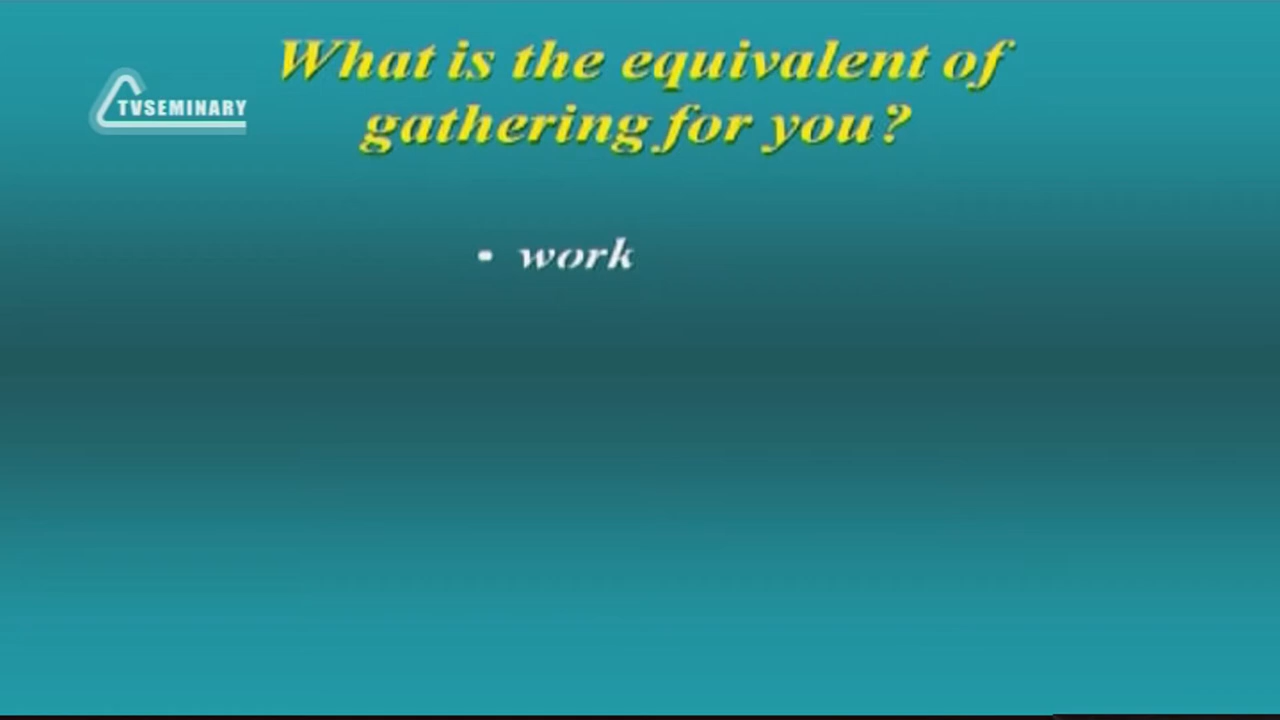 What is the equivalent of
gathering for you?
TVSEMINARY
• work